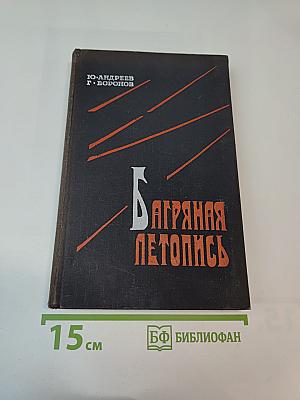 Ю·АНДРЕЕВ
Г·ВОРОНОВ
БАГРЯНАЯ
ЛЕТОПИСЬ
15 см
БФ БИБЛИОФАН